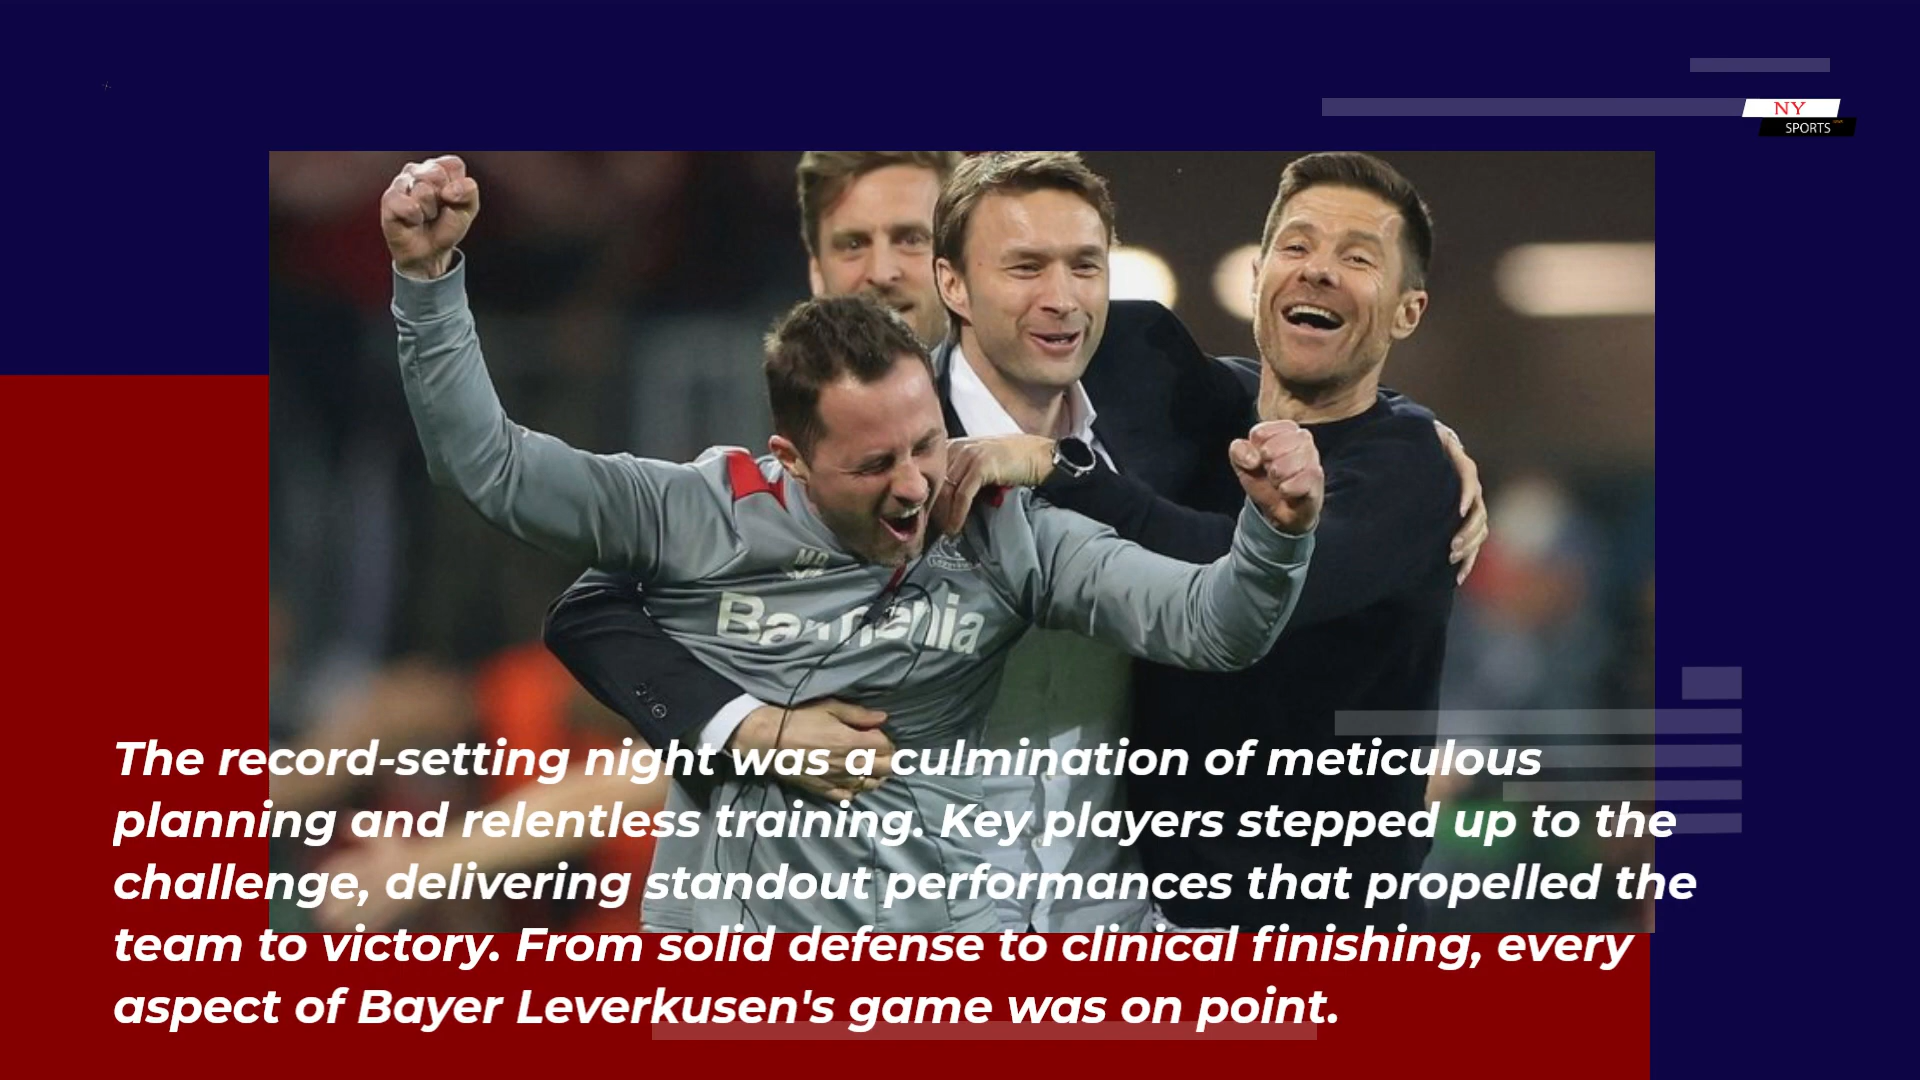 NY
SPORTS
MD
Barmenia
The record-setting night was a culmination of meticulous
planning and relentless training. Key players stepped up to the
challenge, delivering standout performances that propelled the
team to victory. From solid defense to clinical finishing, every
aspect of Bayer Leverkusen's game was on point.